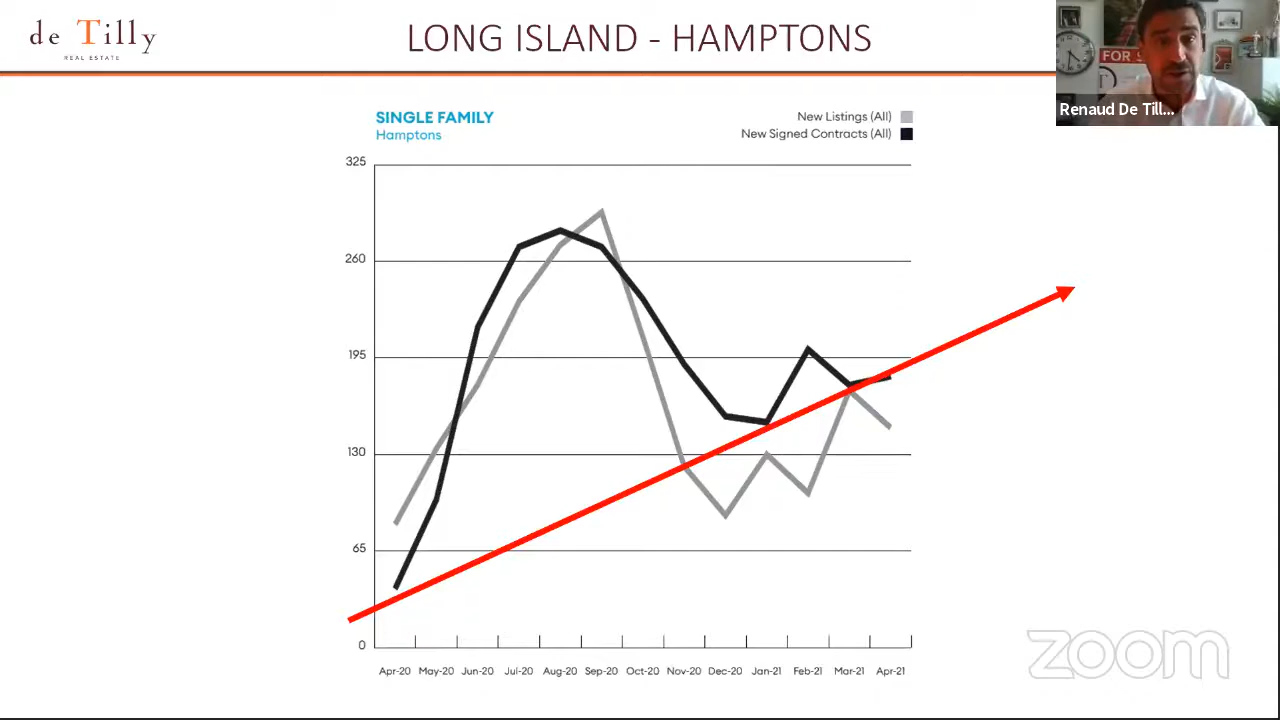 de Tilly
REAL ESTATE
LONG ISLAND - HAMPTONS
FOR
Renaud De Till...
SINGLE FAMILY
Hamptons
New Listings (All)
New Signed Contracts (All)
325
260
195
130
65
0
Apr-20 May-20 Jun-20 Jul-20 Aug-20 Sep-20 Oct-20 Nov-20 Dec-20 Jan-21 Feb-21 Mar-21 Apr-21
zoom